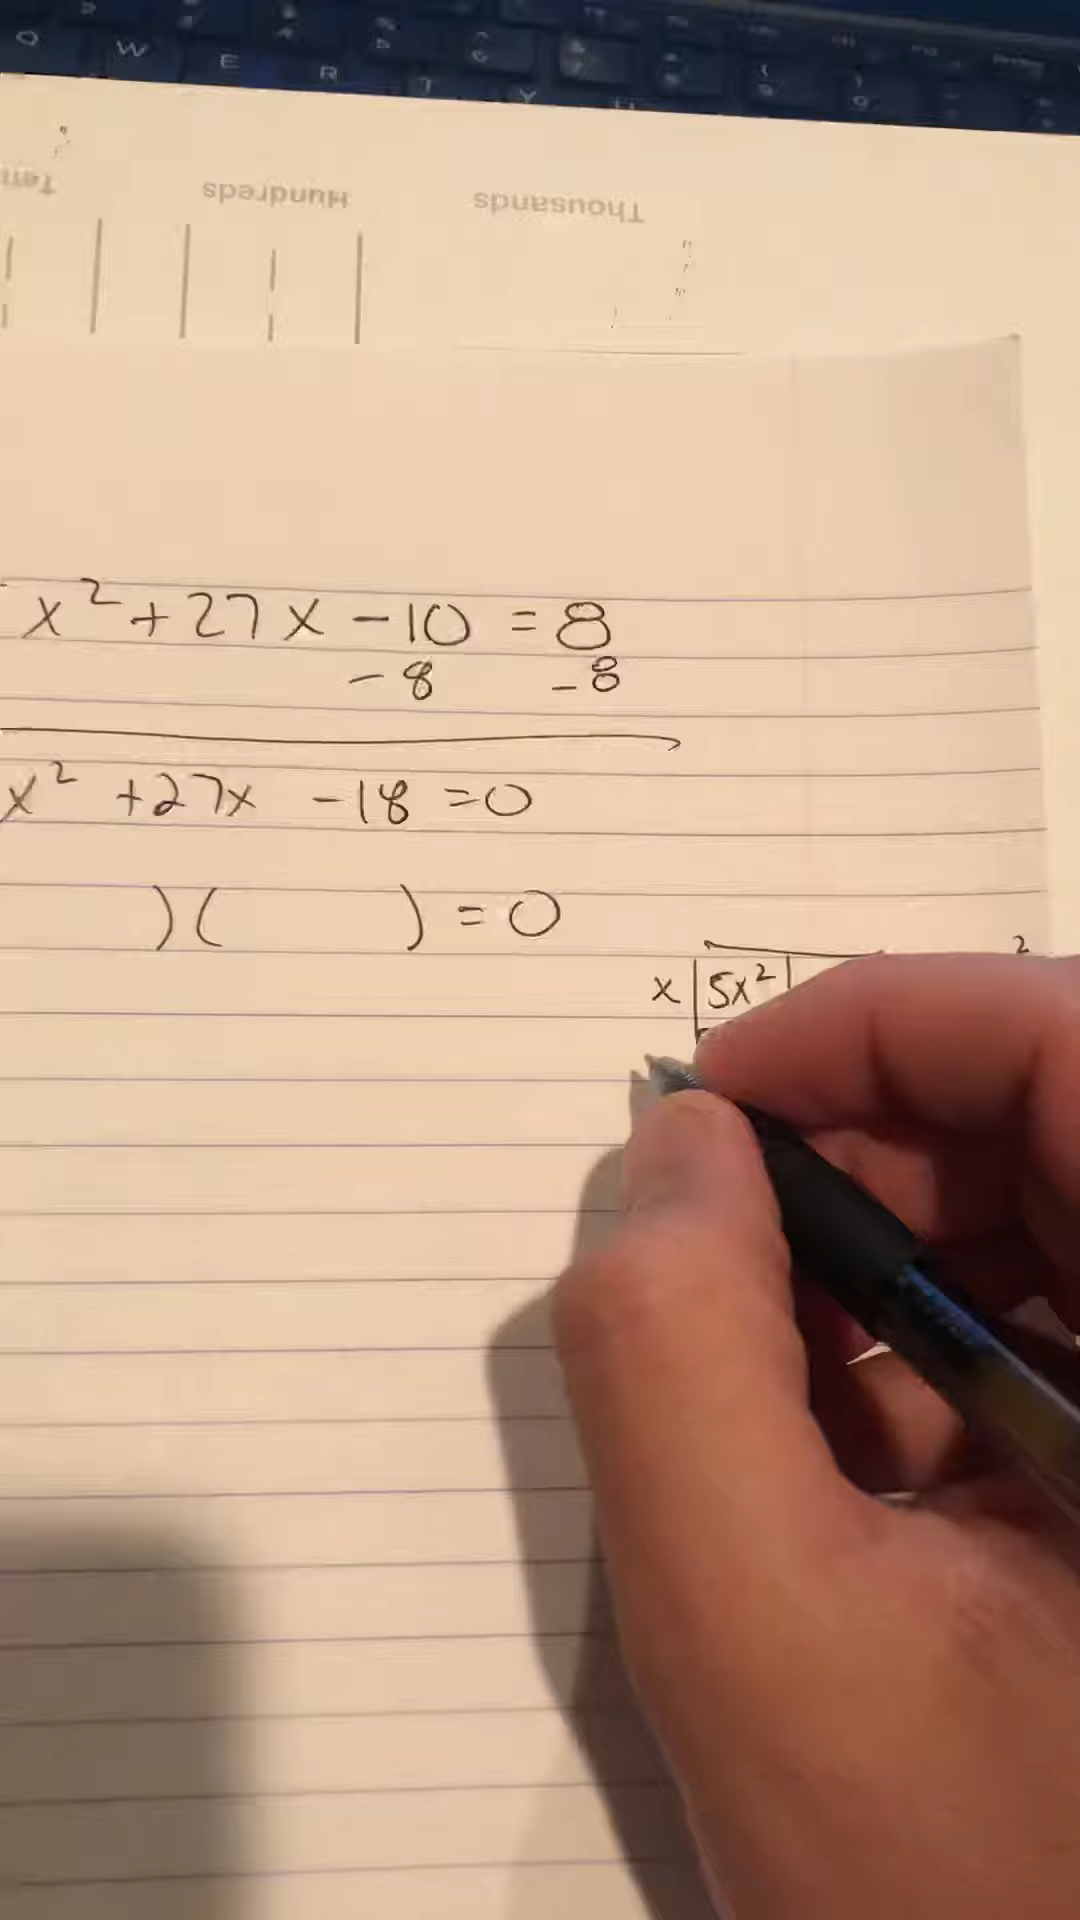 Q W E R T Y U
Hundreds Thousands
x² + 27x - 10 = 8
- 8 - 8
x² + 27x - 18 = 0
) ( ) = 0
2
x 5x²